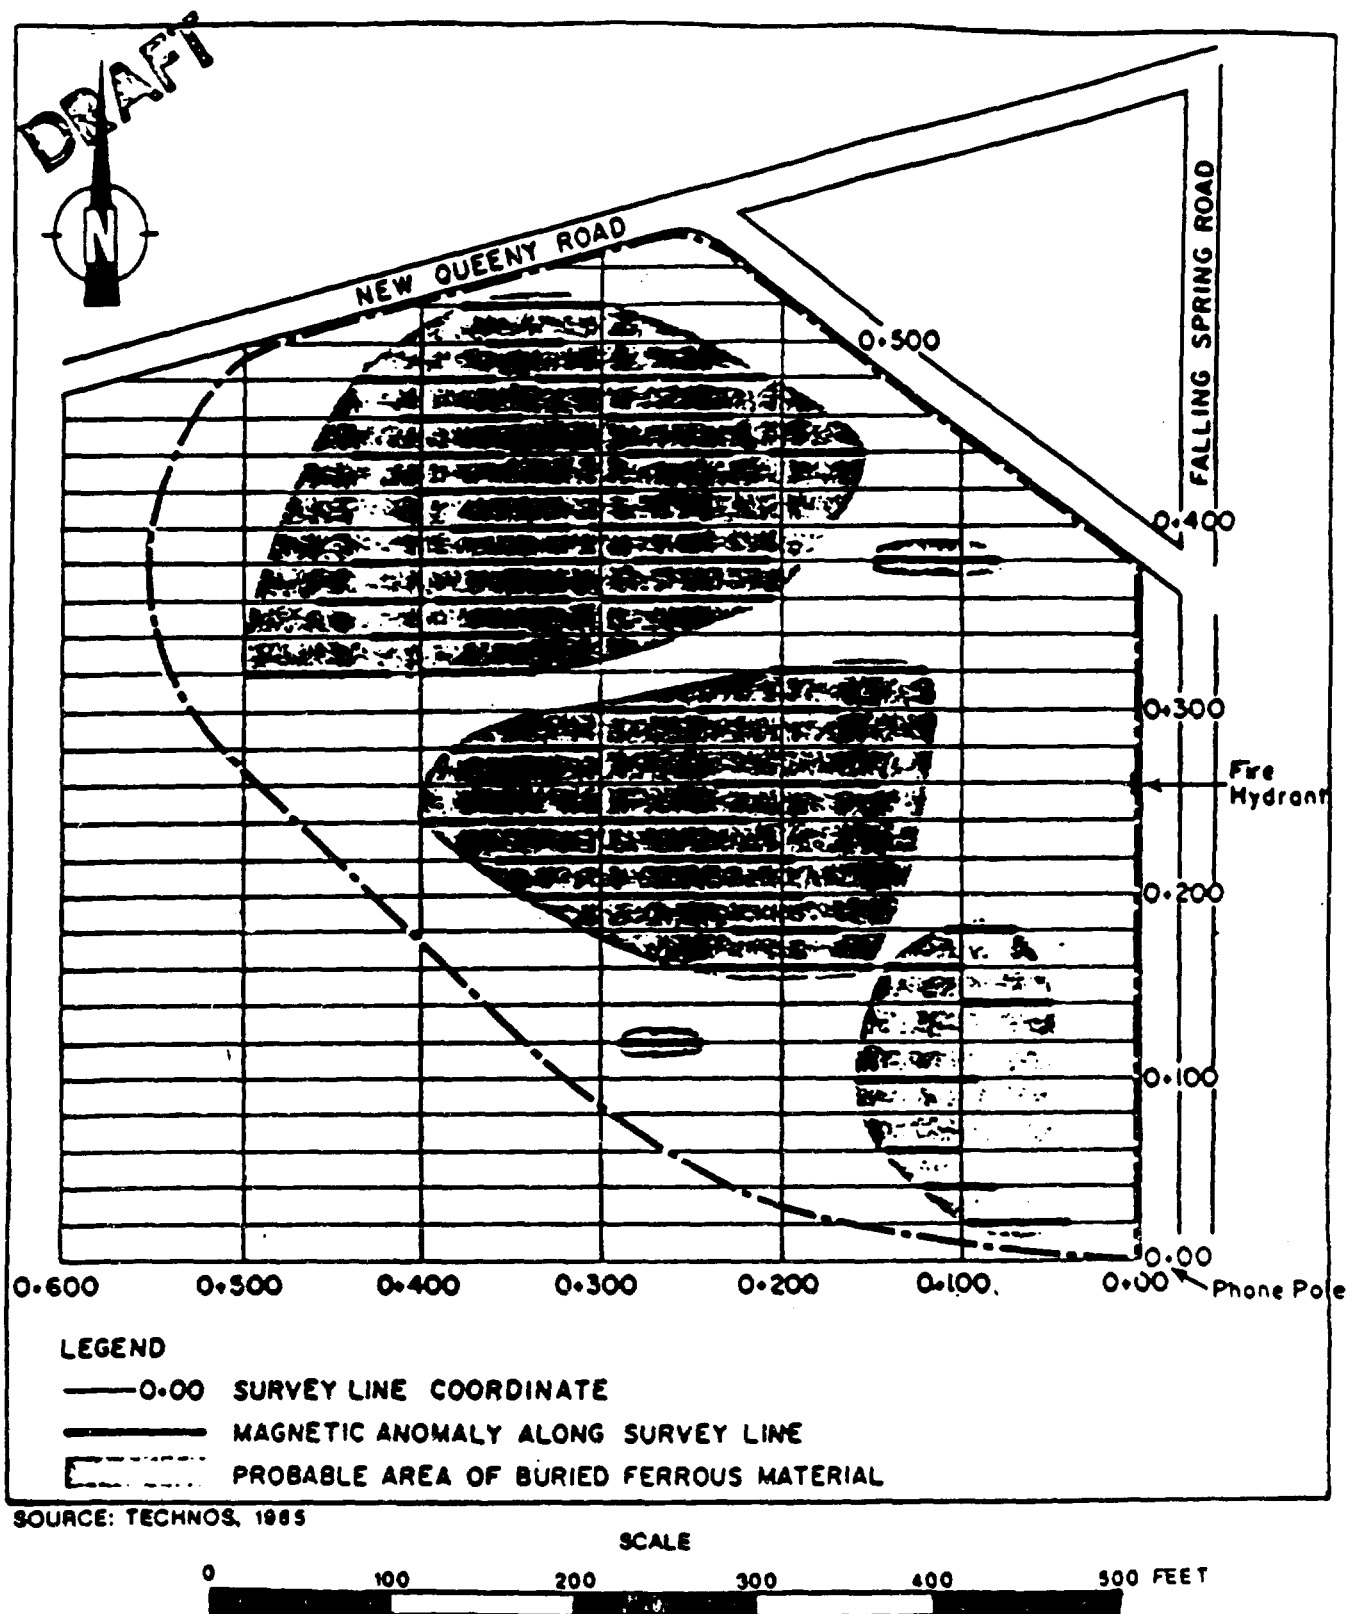 DRAFT
N
NEW QUEENY ROAD
FALLING SPRING ROAD
0+500
0+400
0+300
Fire
Hydrant
0+200
0+100
0+00
0+600 0+500 0+400 0+300 0+200 0+100 0+00
Phone Pole
LEGEND
0+00 SURVEY LINE COORDINATE
MAGNETIC ANOMALY ALONG SURVEY LINE
PROBABLE AREA OF BURIED FERROUS MATERIAL
SOURCE: TECHNOS, 1985
SCALE
0 100 200 300 400 500 FEET